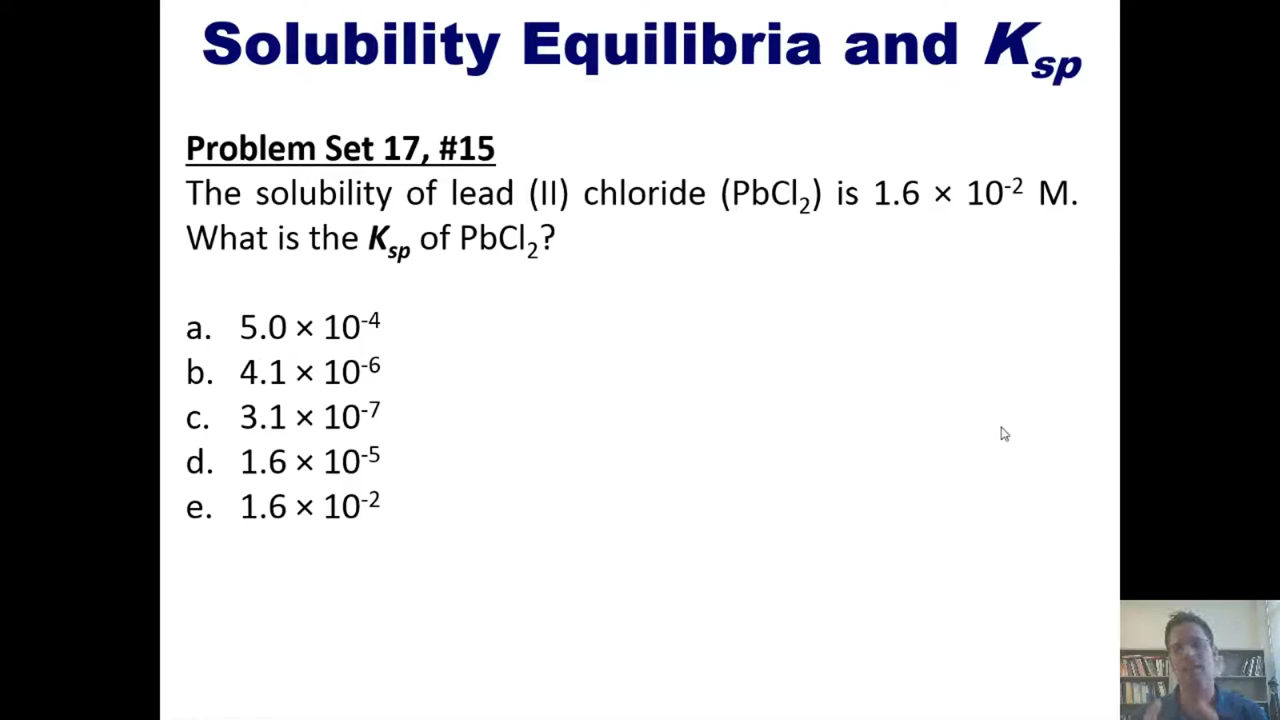 Solubility Equilibria and Ksp
Problem Set 17, #15
The solubility of lead (II) chloride (PbCl₂) is 1.6 × 10⁻² M.
What is the Ksp of PbCl₂?
a. 5.0 × 10⁻⁴
b. 4.1 × 10⁻⁶
c. 3.1 × 10⁻⁷
d. 1.6 × 10⁻⁵
e. 1.6 × 10⁻²